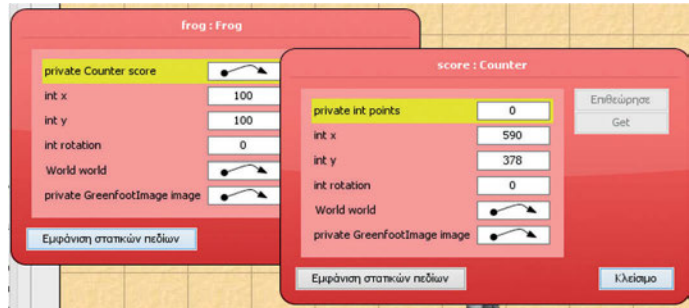 frog : Frog
private Counter score
int x 100
int y 100
int rotation 0
World world
private GreenfootImage image
Εμφάνιση στατικών πεδίων
score : Counter
private int points 0
int x 590
int y 378
int rotation 0
World world
private GreenfootImage image
Επιθεώρησε
Get
Εμφάνιση στατικών πεδίων
Κλείσιμο